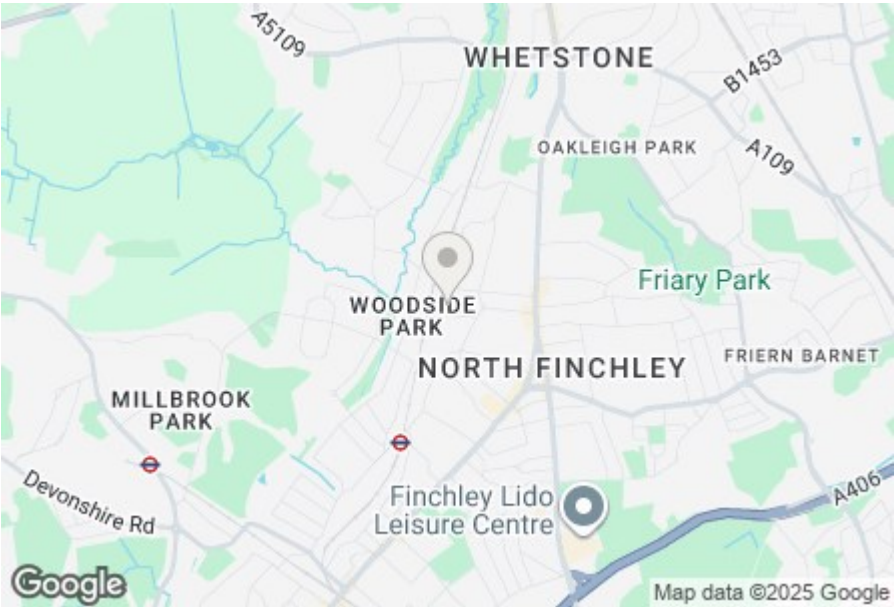 A5109
WHETSTONE
B1453
OAKLEIGH PARK
A109
Friary Park
WOODSIDE
PARK
NORTH FINCHLEY
FRIERN BARNET
MILLBROOK
PARK
Devonshire Rd
Finchley Lido
Leisure Centre
A406
Google
Map data ©2025 Google